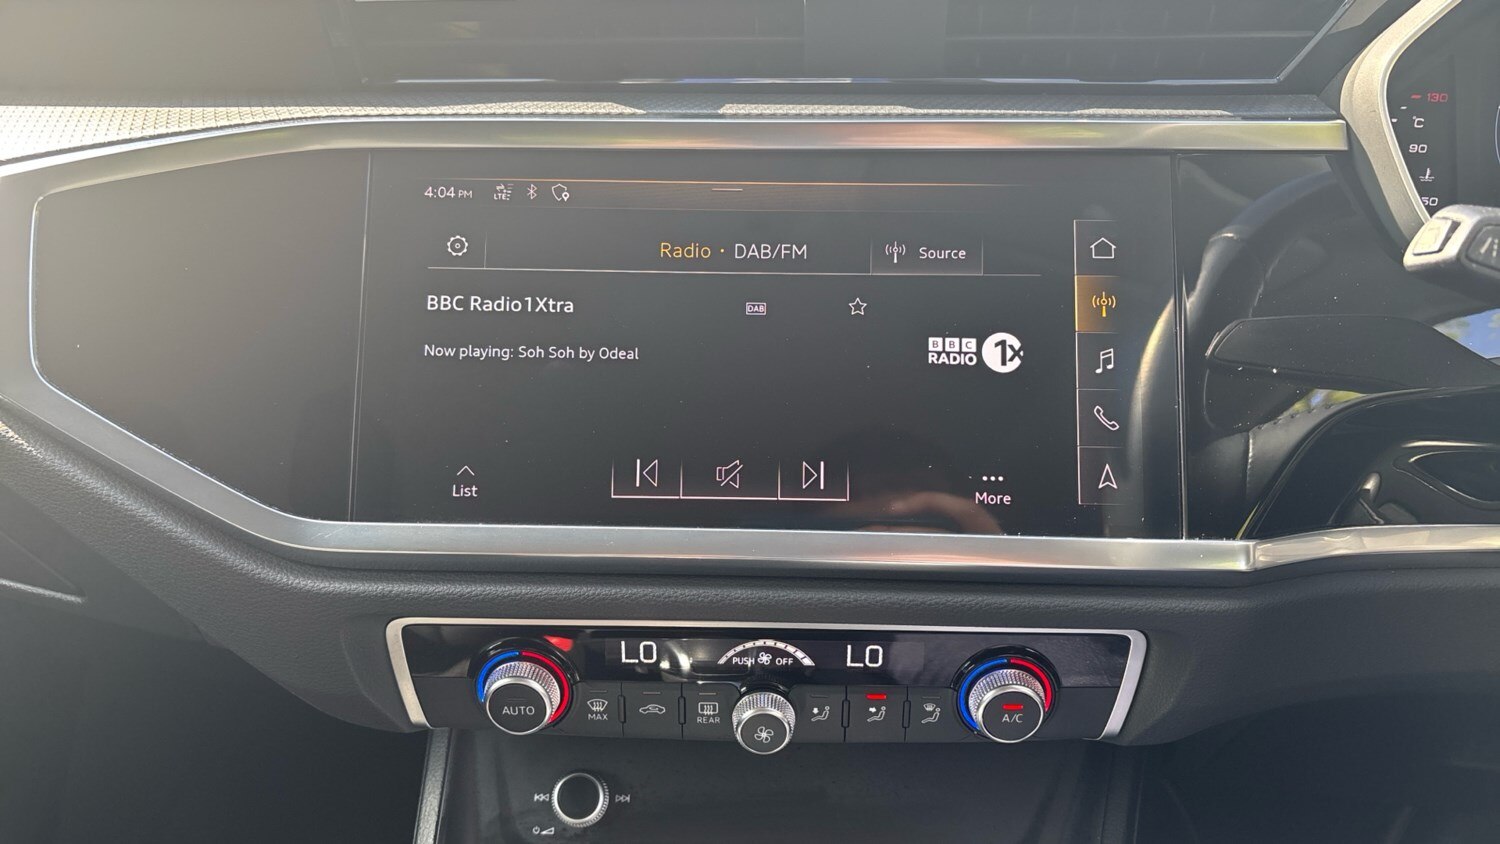 130
°C
90
50
4:04 PM
LTE
Radio • DAB/FM
Source
BBC Radio1Xtra
DAB
Now playing: Soh Soh by Odeal
BBC
RADIO
1X
List
More
LO
PUSH OFF
LO
AUTO
MAX
REAR
A/C